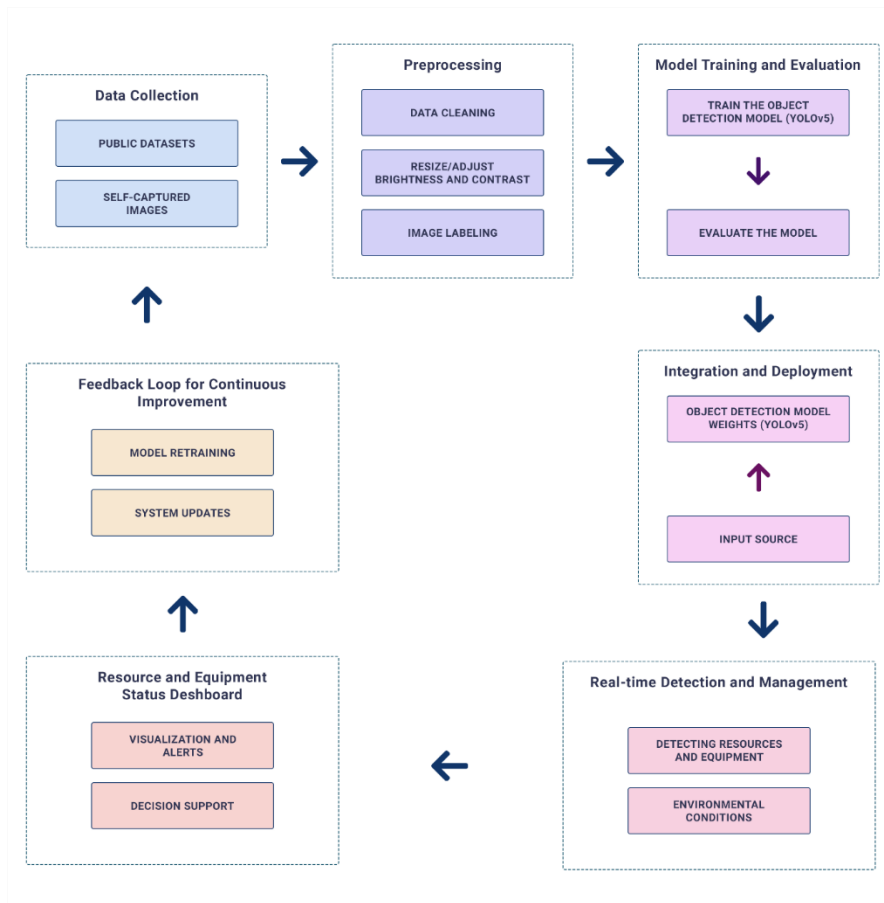 Data Collection
PUBLIC DATASETS
SELF-CAPTURED
IMAGES
Preprocessing
DATA CLEANING
RESIZE/ADJUST
BRIGHTNESS AND CONTRAST
IMAGE LABELING
Model Training and Evaluation
TRAIN THE OBJECT
DETECTION MODEL (YOLOv5)
EVALUATE THE MODEL
Integration and Deployment
OBJECT DETECTION MODEL
WEIGHTS (YOLOv5)
INPUT SOURCE
Real-time Detection and Management
DETECTING RESOURCES
AND EQUIPMENT
ENVIRONMENTAL
CONDITIONS
Resource and Equipment
Status Deshboard
VISUALIZATION AND
ALERTS
DECISION SUPPORT
Feedback Loop for Continuous
Improvement
MODEL RETRAINING
SYSTEM UPDATES